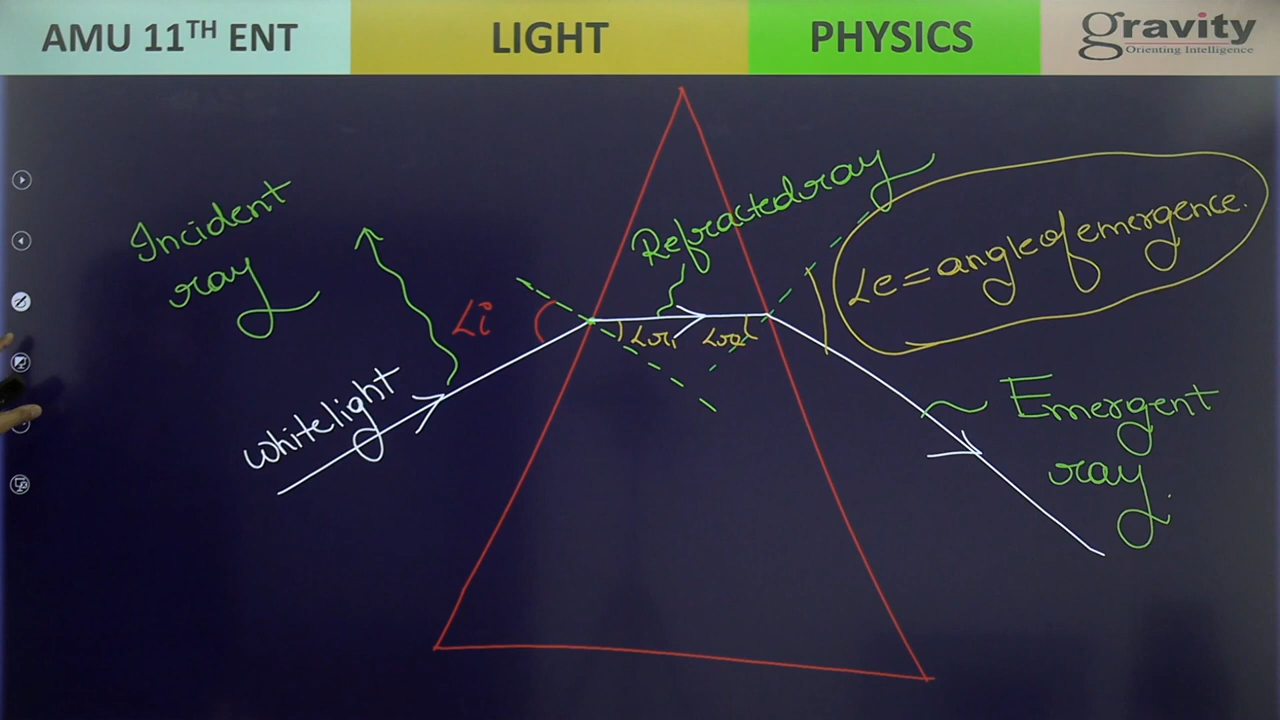 AMU 11TH ENT
LIGHT
PHYSICS
gravity
Orienting Intelligence
Incident
ray
Refracted ray
∠e = angle of emergence.
∠i
∠r₁
∠r₂
white light
Emergent
ray